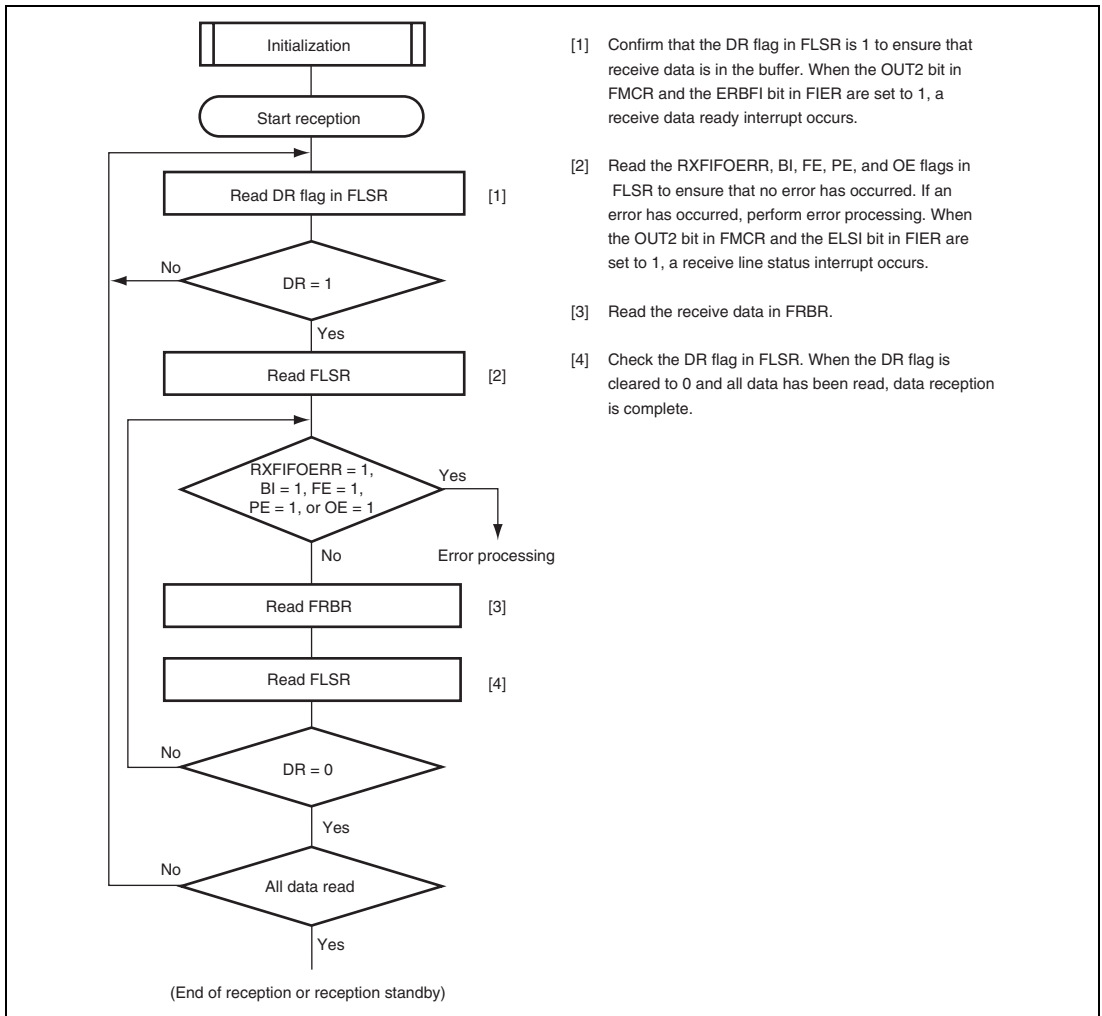 Initialization
Start reception
Read DR flag in FLSR
[1]
No
DR = 1
Yes
Read FLSR
[2]
RXFIFOERR = 1,
BI = 1, FE = 1,
PE = 1, or OE = 1
Yes
No
Error processing
Read FRBR
[3]
Read FLSR
[4]
No
DR = 0
Yes
No
All data read
Yes
(End of reception or reception standby)
[1] Confirm that the DR flag in FLSR is 1 to ensure that
receive data is in the buffer. When the OUT2 bit in
FMCR and the ERBFI bit in FIER are set to 1, a
receive data ready interrupt occurs.
[2] Read the RXFIFOERR, BI, FE, PE, and OE flags in
FLSR to ensure that no error has occurred. If an
error has occurred, perform error processing. When
the OUT2 bit in FMCR and the ELSI bit in FIER are
set to 1, a receive line status interrupt occurs.
[3] Read the receive data in FRBR.
[4] Check the DR flag in FLSR. When the DR flag is
cleared to 0 and all data has been read, data reception
is complete.